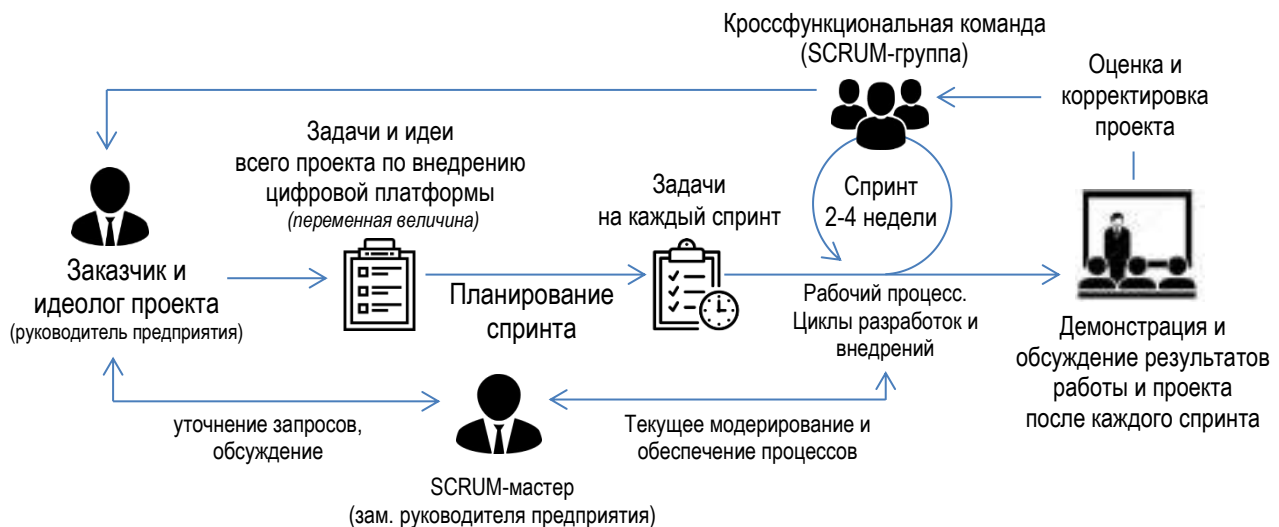 Кроссфункциональная команда
(SCRUM-группа)
Оценка и
корректировка
проекта
Задачи и идеи
всего проекта по внедрению
цифровой платформы
(переменная величина)
Задачи
на каждый спринт
Спринт
2-4 недели
Заказчик и
идеолог проекта
(руководитель предприятия)
Планирование
спринта
Рабочий процесс.
Циклы разработок и
внедрений
Демонстрация и
обсуждение результатов
работы и проекта
после каждого спринта
уточнение запросов,
обсуждение
Текущее модерирование и
обеспечение процессов
SCRUM-мастер
(зам. руководителя предприятия)